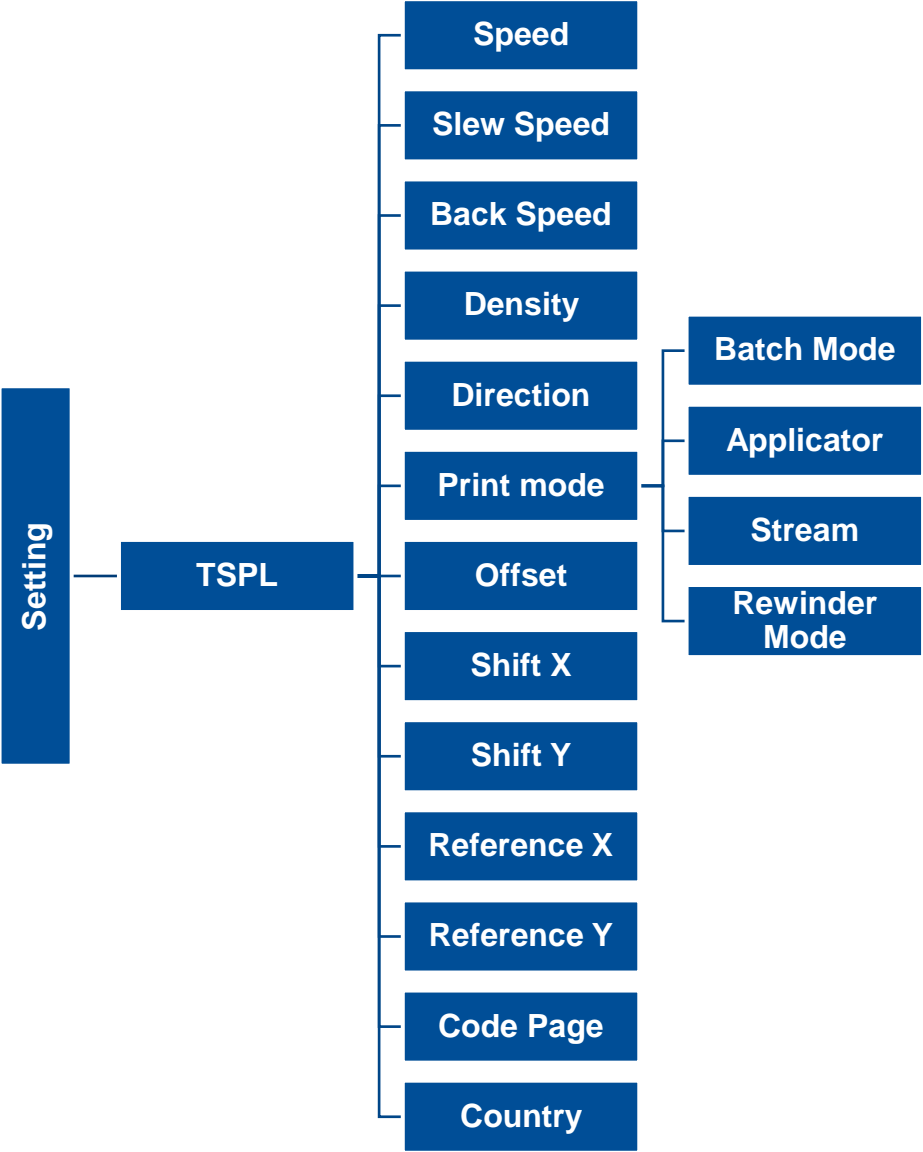 Setting
TSPL
Speed
Slew Speed
Back Speed
Density
Direction
Print mode
Batch Mode
Applicator
Stream
Rewinder
Mode
Offset
Shift X
Shift Y
Reference X
Reference Y
Code Page
Country